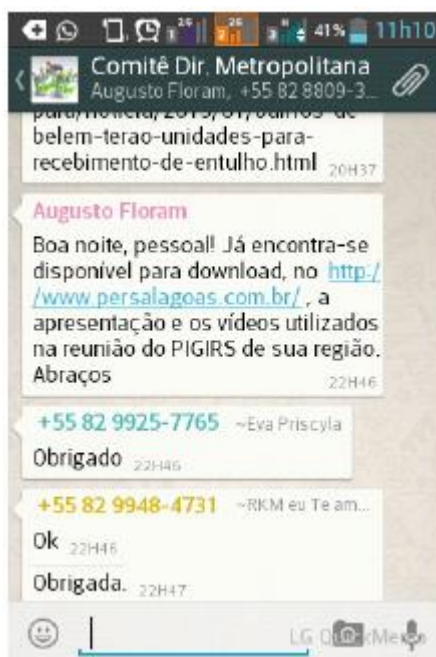 41% 11h10
Comitê Dir. Metropolitana
Augusto Floram, +55 82 8809-3...
belem-terao-unidades-para-
recebimento-de-entulho.html 20H37
Augusto Floram
Boa noite, pessoal! Já encontra-se
disponível para download, no http:/
/www.persalagoas.com.br/ , a
apresentação e os vídeos utilizados
na reunião do PIGIRS de sua região.
Abraços 22H46
+55 82 9925-7765 ~Eva Priscyla
Obrigado 22H46
+55 82 9948-4731 ~RKM eu Te am...
Ok 22H46
Obrigada. 22H47
LG